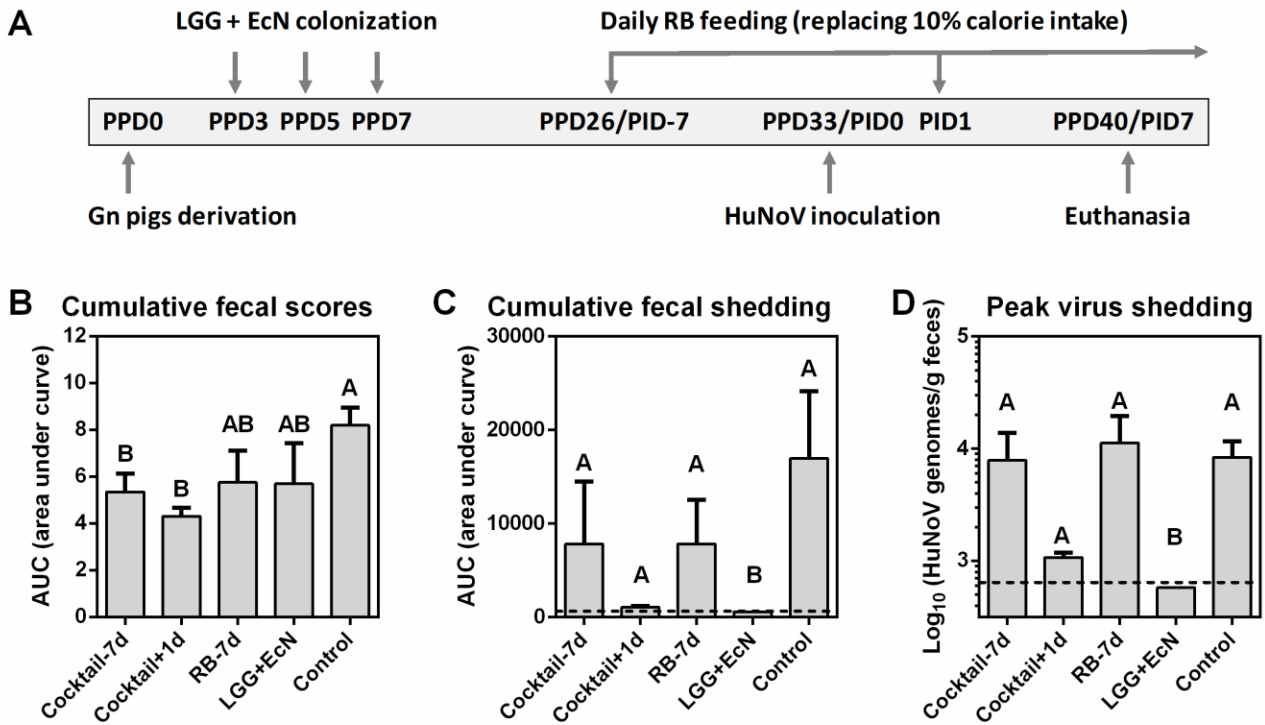 A
LGG + EcN colonization
Daily RB feeding (replacing 10% calorie intake)
PPD0 PPD3 PPD5 PPD7 PPD26/PID-7 PPD33/PID0 PID1 PPD40/PID7
Gn pigs derivation
HuNoV inoculation
Euthanasia
B Cumulative fecal scores
AUC (area under curve)
12
10
8
6
4
2
0
B
B
AB
AB
A
Cocktail-7d
Cocktail+1d
RB-7d
LGG+EcN
Control
C Cumulative fecal shedding
AUC (area under curve)
30000
20000
10000
0
A
A
A
B
A
Cocktail-7d
Cocktail+1d
RB-7d
LGG+EcN
Control
D Peak virus shedding
Log10 (HuNoV genomes/g feces)
5
4
3
A
A
A
B
A
Cocktail-7d
Cocktail+1d
RB-7d
LGG+EcN
Control